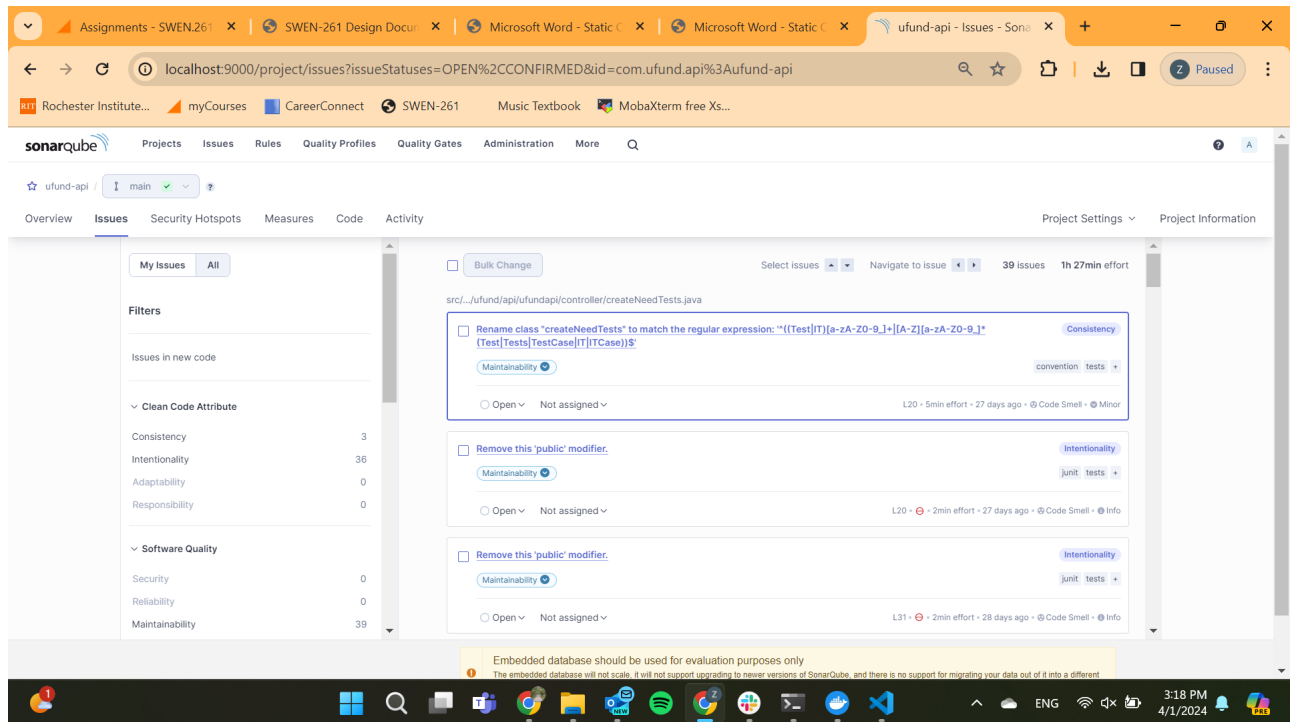 Assignments - SWEN.261
SWEN-261 Design Docum
Microsoft Word - Static C
Microsoft Word - Static C
ufund-api - Issues - Sona
localhost:9000/project/issues?issueStatuses=OPEN%2CCONFIRMED&id=com.ufund.api%3Aufund-api
Z Paused
RIT Rochester Institute... myCourses CareerConnect SWEN-261 Music Textbook MobaXterm free Xs...
sonarqube Projects Issues Rules Quality Profiles Quality Gates Administration More A
ufund-api / main ?
Overview Issues Security Hotspots Measures Code Activity Project Settings Project Information
My Issues All
Bulk Change Select issues Navigate to issue 39 issues 1h 27min effort
Filters
Issues in new code
Clean Code Attribute
Consistency 3
Intentionality 36
Adaptability 0
Responsibility 0
Software Quality
Security 0
Reliability 0
Maintainability 39
src/.../ufund/api/ufundapi/controller/createNeedTests.java
Rename class "createNeedTests" to match the regular expression: '^((Test|IT)[a-zA-Z0-9_]+|[A-Z][a-zA-Z0-9_]* Consistency
(Test|Tests|TestCase|IT|ITCase))$'
Maintainability convention tests +
Open Not assigned L20 • 5min effort • 27 days ago • Code Smell • Minor
Remove this 'public' modifier. Intentionality
Maintainability junit tests +
Open Not assigned L20 • 2min effort • 27 days ago • Code Smell • Info
Remove this 'public' modifier. Intentionality
Maintainability junit tests +
Open Not assigned L31 • 2min effort • 28 days ago • Code Smell • Info
Embedded database should be used for evaluation purposes only
The embedded database will not scale, it will not support upgrading to newer versions of SonarQube, and there is no support for migrating your data out of it into a different
1 NEW Z ENG 3:18 PM
4/1/2024 PRE